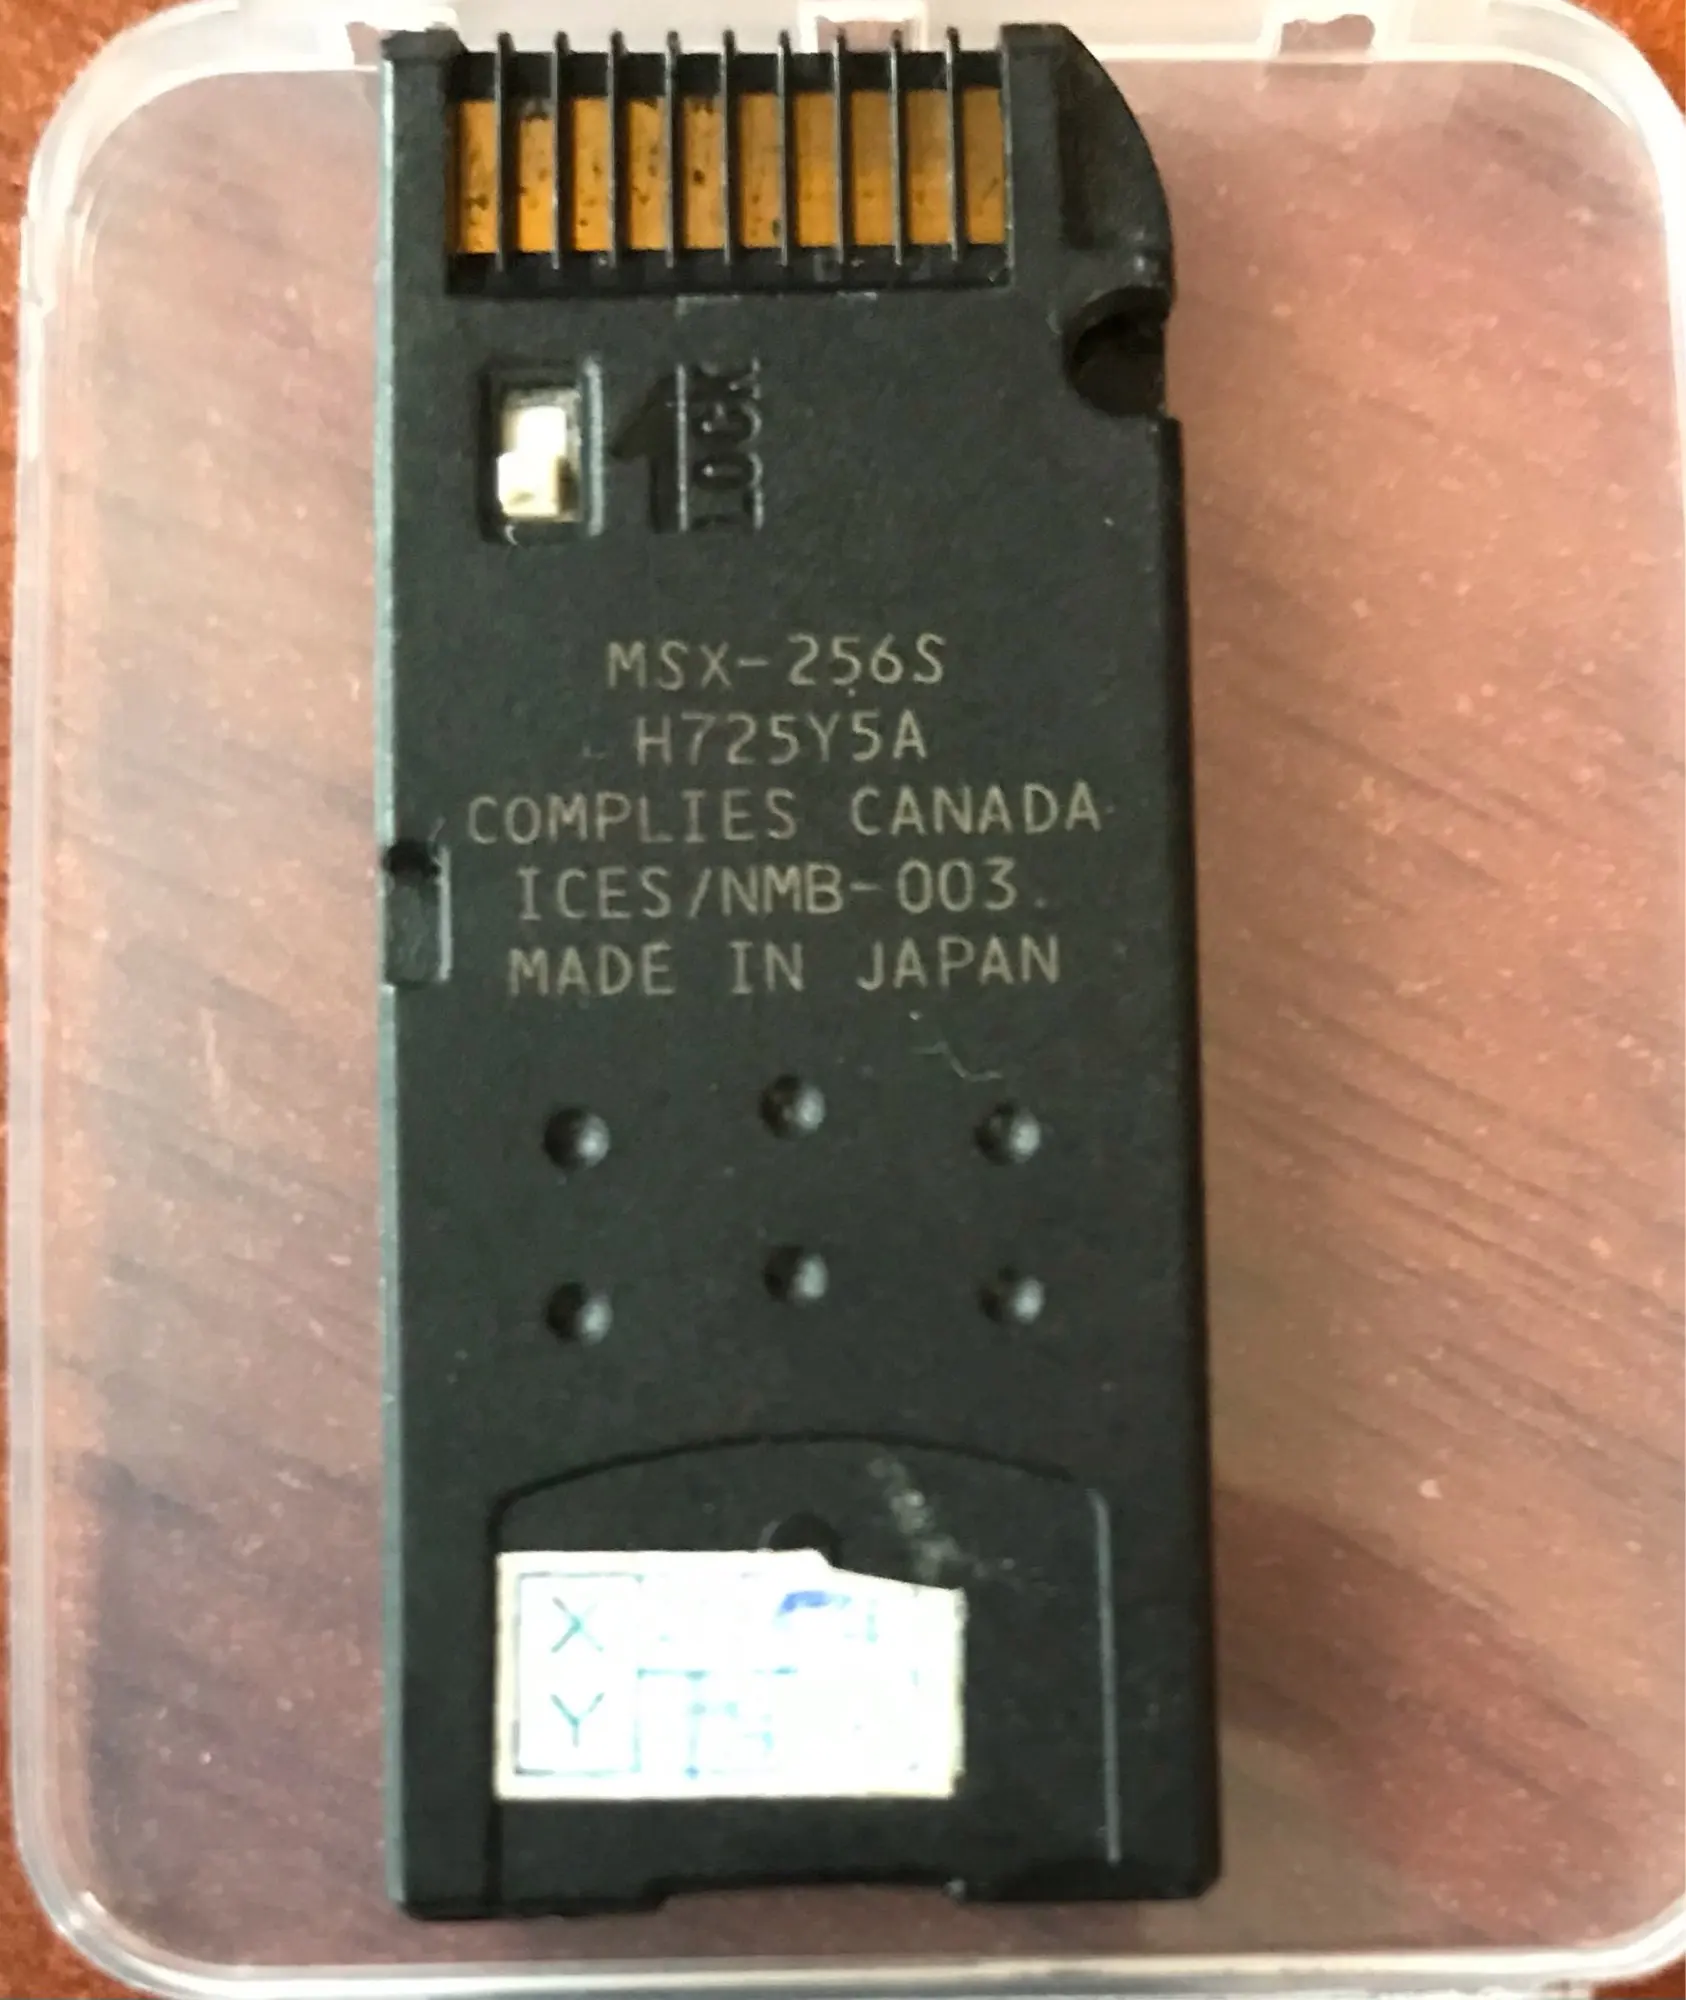 LOCK
MSX-256S
H725Y5A
COMPLIES CANADA
ICES/NMB-003.
MADE IN JAPAN
X
Y